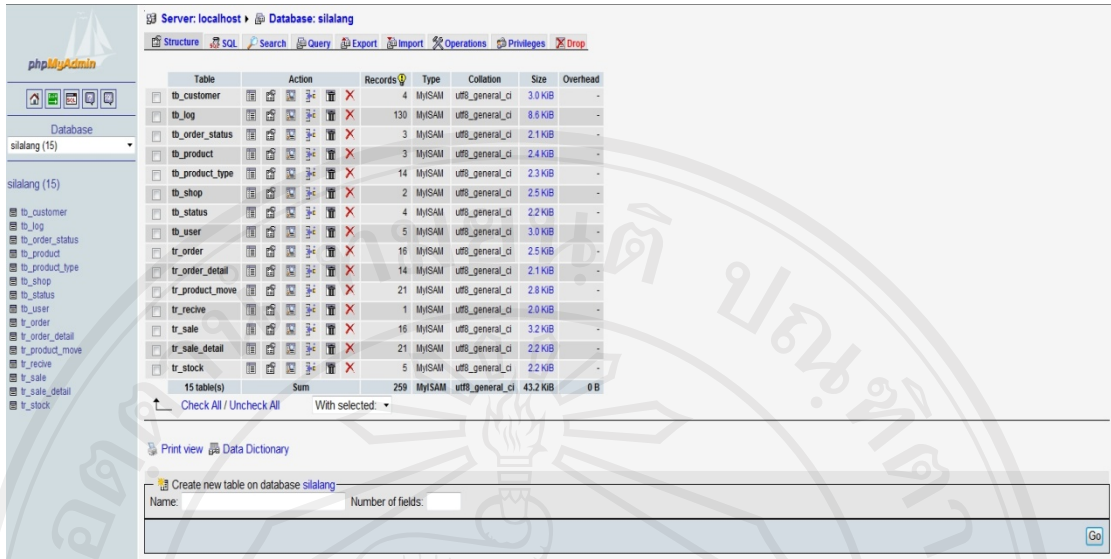 phpMyAdmin
Database
silalang (15)
silalang (15)
tb_customer
tb_log
tb_order_status
tb_product
tb_product_type
tb_shop
tb_status
tb_user
tr_order
tr_order_detail
tr_product_move
tr_recive
tr_sale
tr_sale_detail
tr_stock
Server: localhost Database: silalang
Structure SQL Search Query Export Import Operations Privileges Drop
Table Action Records Type Collation Size Overhead
tb_customer 4 MyISAM utf8_general_ci 3.0 KiB -
tb_log 130 MyISAM utf8_general_ci 8.6 KiB -
tb_order_status 3 MyISAM utf8_general_ci 2.1 KiB -
tb_product 3 MyISAM utf8_general_ci 2.4 KiB -
tb_product_type 14 MyISAM utf8_general_ci 2.3 KiB -
tb_shop 2 MyISAM utf8_general_ci 2.5 KiB -
tb_status 4 MyISAM utf8_general_ci 2.2 KiB -
tb_user 5 MyISAM utf8_general_ci 3.0 KiB -
tr_order 16 MyISAM utf8_general_ci 2.5 KiB -
tr_order_detail 14 MyISAM utf8_general_ci 2.1 KiB -
tr_product_move 21 MyISAM utf8_general_ci 2.8 KiB -
tr_recive 1 MyISAM utf8_general_ci 2.0 KiB -
tr_sale 16 MyISAM utf8_general_ci 3.2 KiB -
tr_sale_detail 21 MyISAM utf8_general_ci 2.2 KiB -
tr_stock 5 MyISAM utf8_general_ci 2.2 KiB -
15 table(s) Sum 259 MyISAM utf8_general_ci 43.2 KiB 0 B
Check All / Uncheck All With selected:
Print view Data Dictionary
Create new table on database silalang
Name: Number of fields:
Go